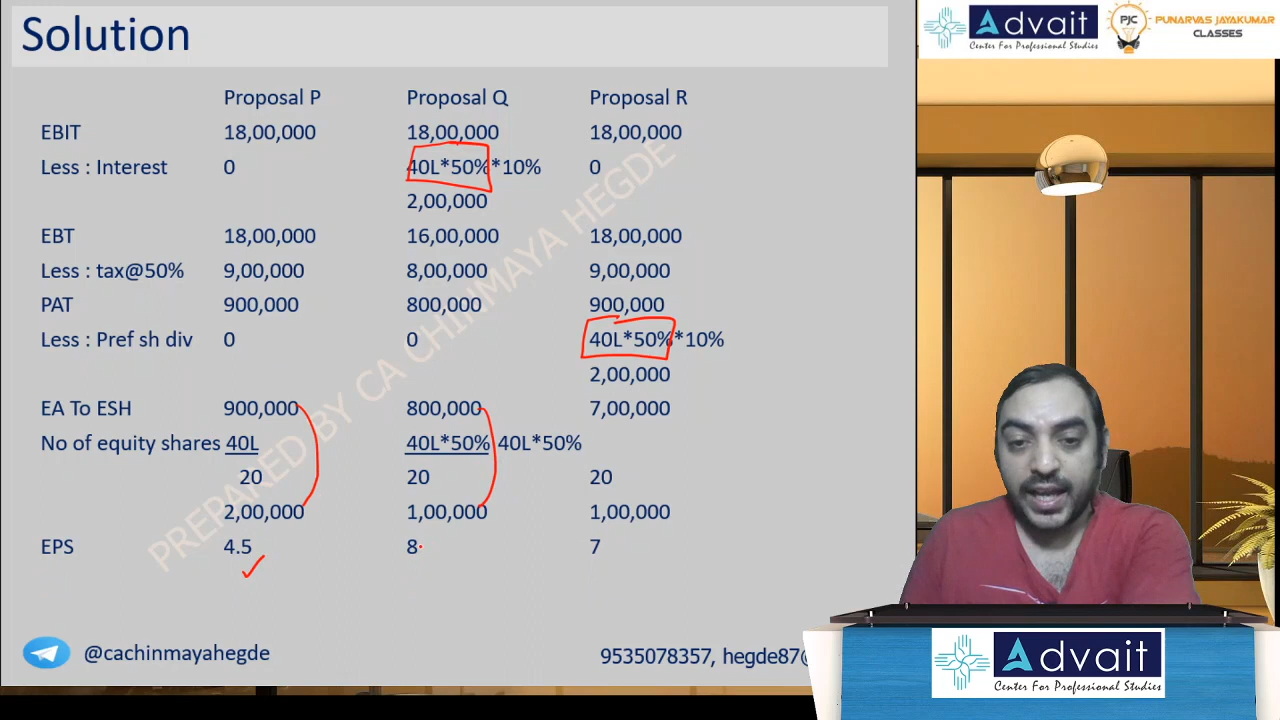 Solution
Advait
Center For Professional Studies
PJC
PUNARVAS JAYAKUMAR
CLASSES
Proposal P Proposal Q Proposal R
EBIT 18,00,000 18,00,000 18,00,000
Less : Interest 0 40L*50%*10% 0
2,00,000
EBT 18,00,000 16,00,000 18,00,000
Less : tax@50% 9,00,000 8,00,000 9,00,000
PAT 900,000 800,000 900,000
Less : Pref sh div 0 0 40L*50%*10%
2,00,000
EA To ESH 900,000 800,000 7,00,000
No of equity shares 40L 40L*50% 40L*50%
20 20 20
2,00,000 1,00,000 1,00,000
EPS 4.5 8 7
PREPARED BY CA CHINMAYA HEGDE
@cachinmayahegde
9535078357, hegde87@
Advait
Center For Professional Studies